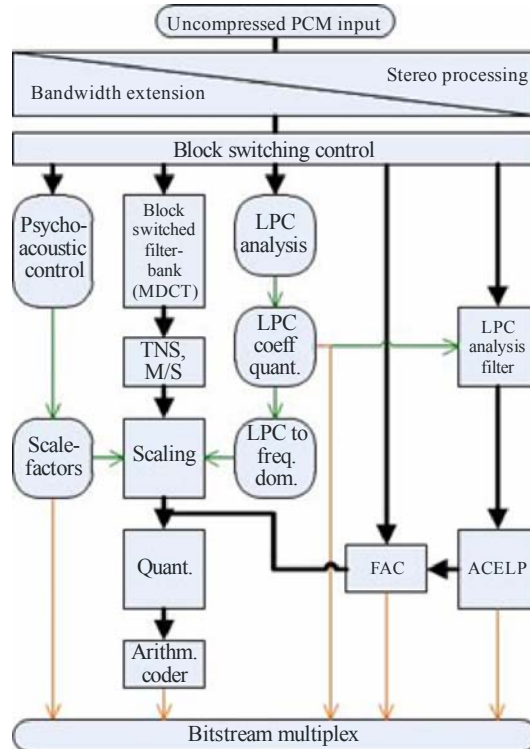 Uncompressed PCM input
Stereo processing
Bandwidth extension
Block switching control
Psycho-
acoustic
control
Block
switched
filter-
bank
(MDCT)
LPC
analysis
TNS,
M/S
LPC
coeff
quant.
LPC
analysis
filter
Scale-
factors
Scaling
LPC to
freq.
dom.
Quant.
FAC
ACELP
Arithm.
coder
Bitstream multiplex